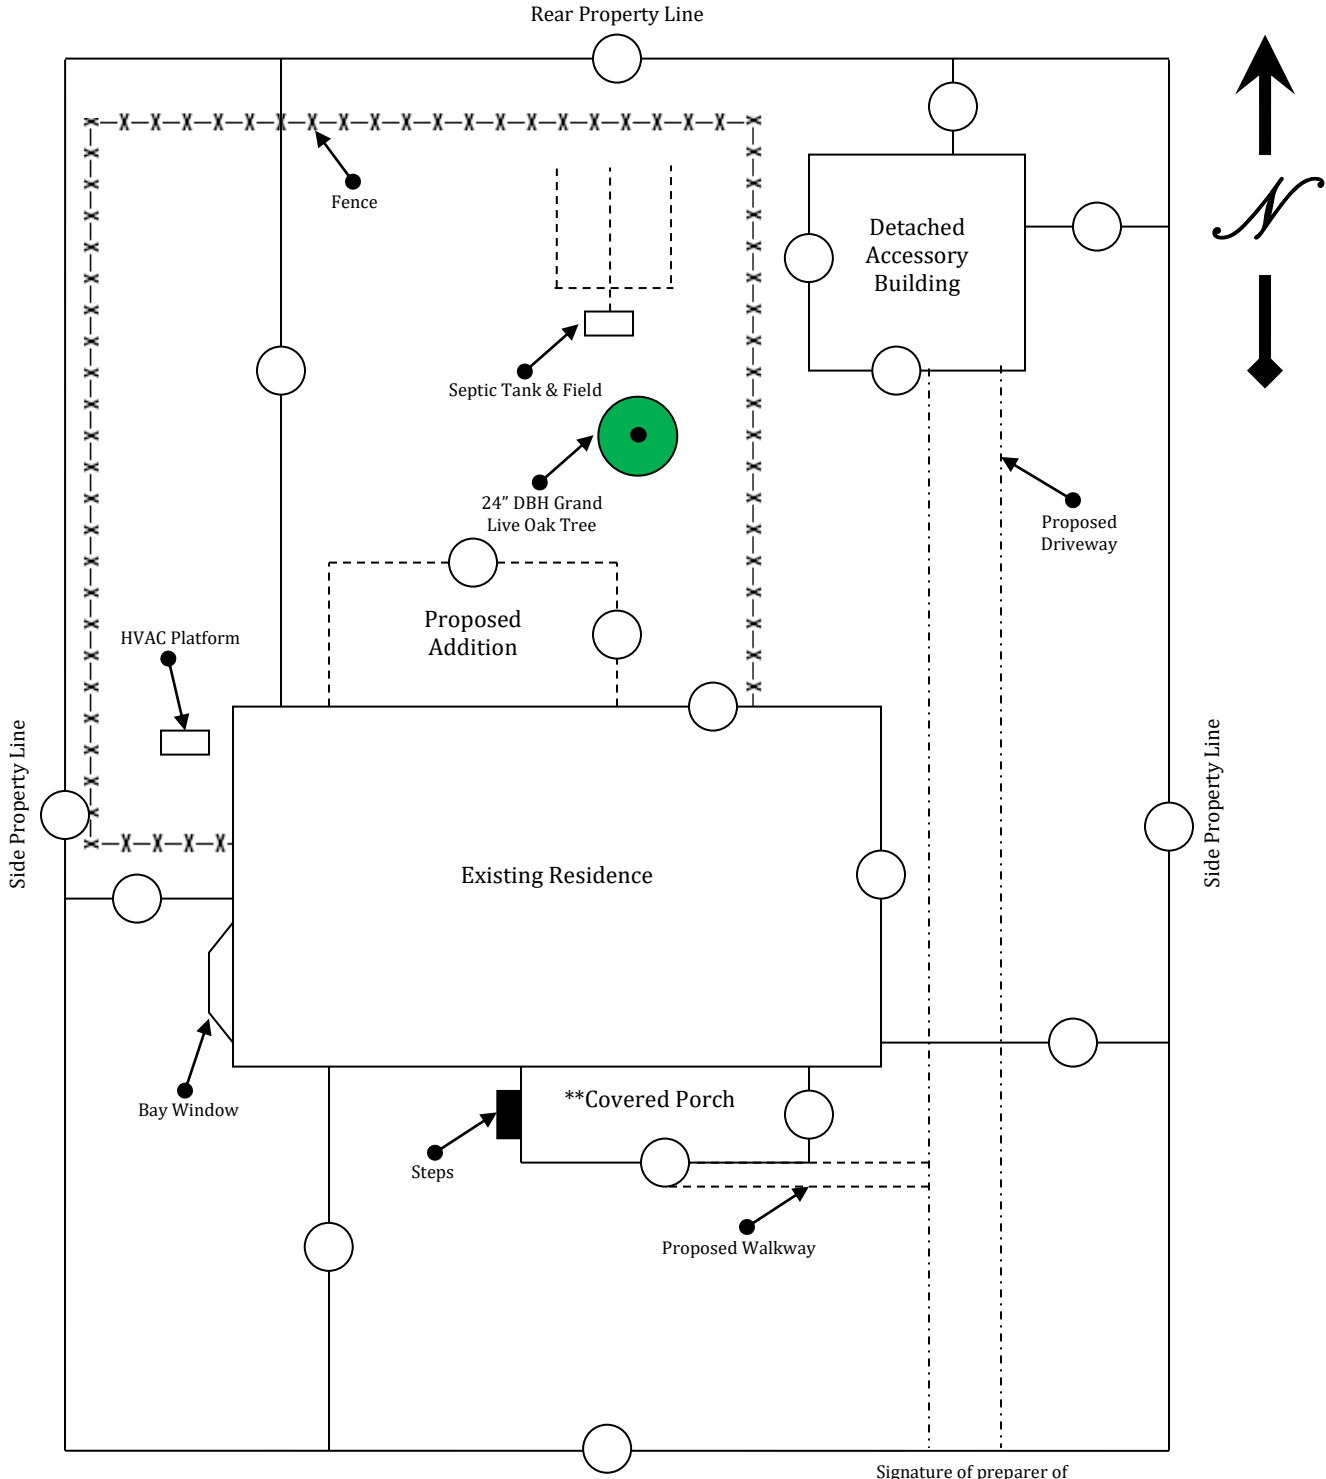 Rear Property Line
N
Fence
Detached
Accessory
Building
Septic Tank & Field
24” DBH Grand
Live Oak Tree
Proposed
Driveway
Proposed
Addition
HVAC Platform
Side Property Line
Side Property Line
Existing Residence
Bay Window
**Covered Porch
Steps
Proposed Walkway
Signature of preparer of